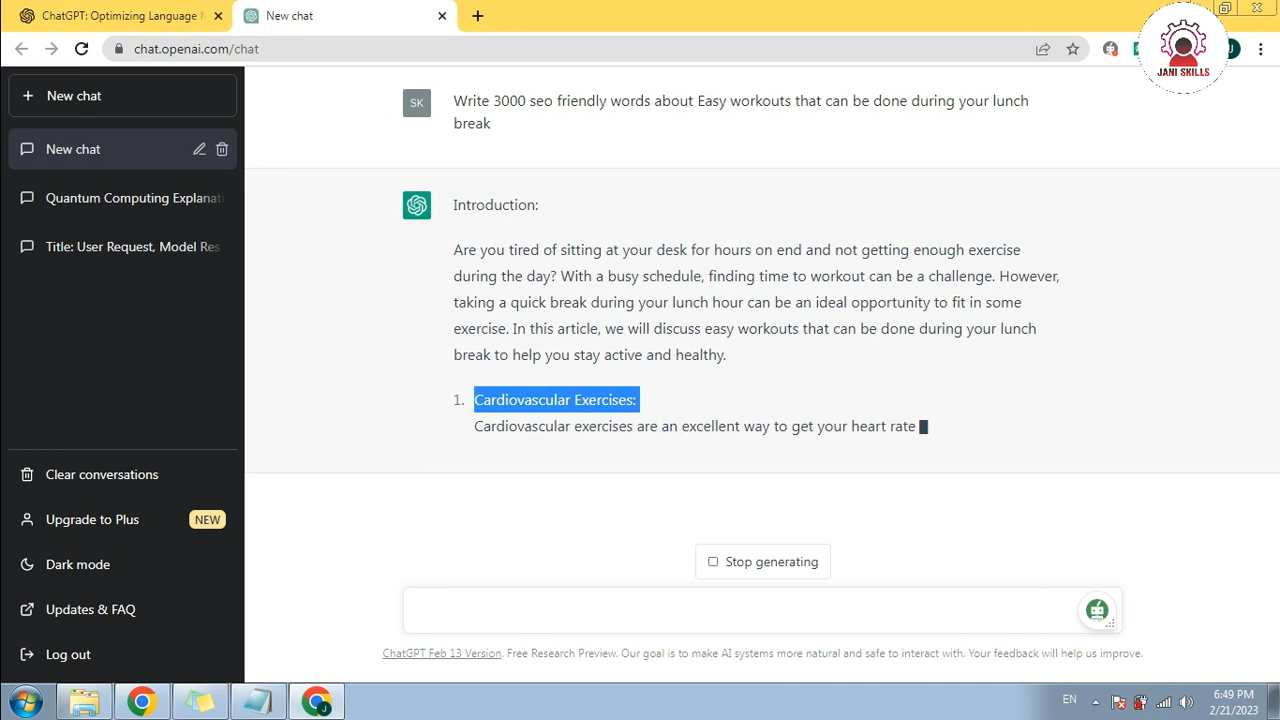 ChatGPT: Optimizing Language
New chat
chat.openai.com/chat
JANI SKILLS
New chat
New chat
Quantum Computing Explanati
Title: User Request, Model Res
Clear conversations
Upgrade to Plus
NEW
Dark mode
Updates & FAQ
Log out
SK
Write 3000 seo friendly words about Easy workouts that can be done during your lunch
break
Introduction:
Are you tired of sitting at your desk for hours on end and not getting enough exercise
during the day? With a busy schedule, finding time to workout can be a challenge. However,
taking a quick break during your lunch hour can be an ideal opportunity to fit in some
exercise. In this article, we will discuss easy workouts that can be done during your lunch
break to help you stay active and healthy.
1. Cardiovascular Exercises:
Cardiovascular exercises are an excellent way to get your heart rate
Stop generating
ChatGPT Feb 13 Version. Free Research Preview. Our goal is to make AI systems more natural and safe to interact with. Your feedback will help us improve.
EN
6:49 PM
2/21/2023